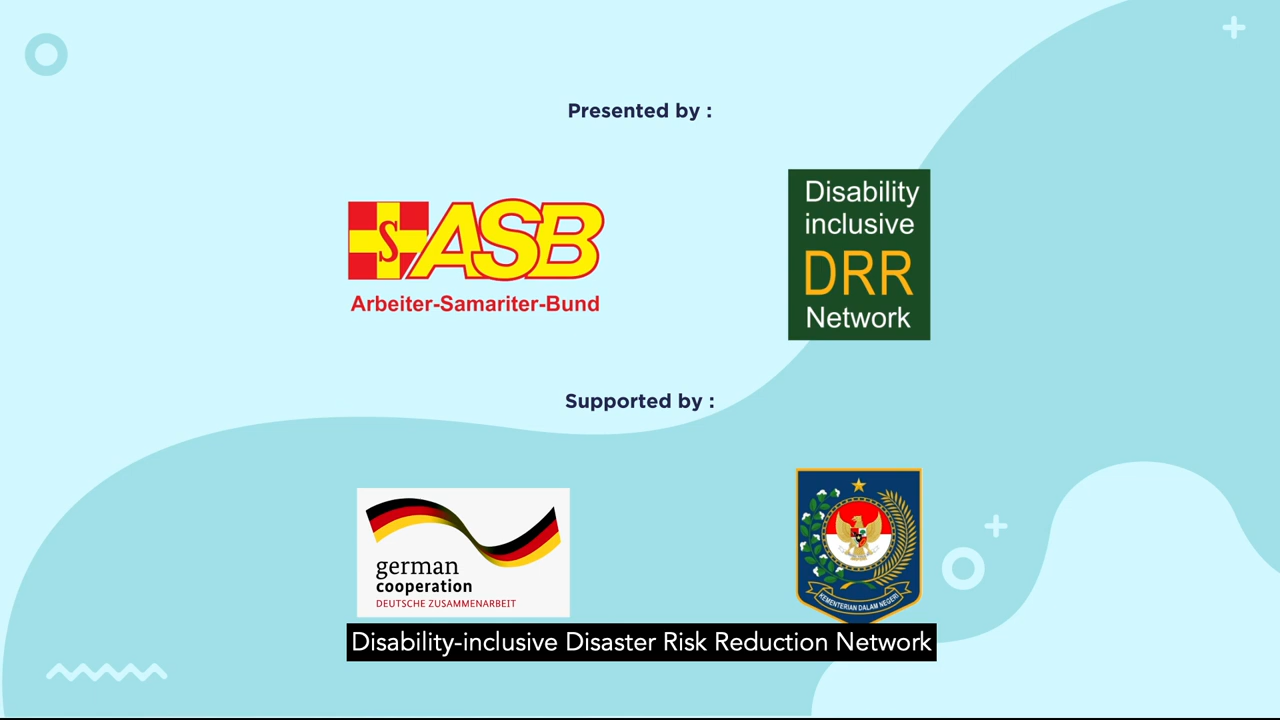 Presented by :
S ASB
Arbeiter-Samariter-Bund
Disability
inclusive
DRR
Network
Supported by :
german
cooperation
DEUTSCHE ZUSAMMENARBEIT
KEMENTERIAN DALAM NEGERI
Disability-inclusive Disaster Risk Reduction Network